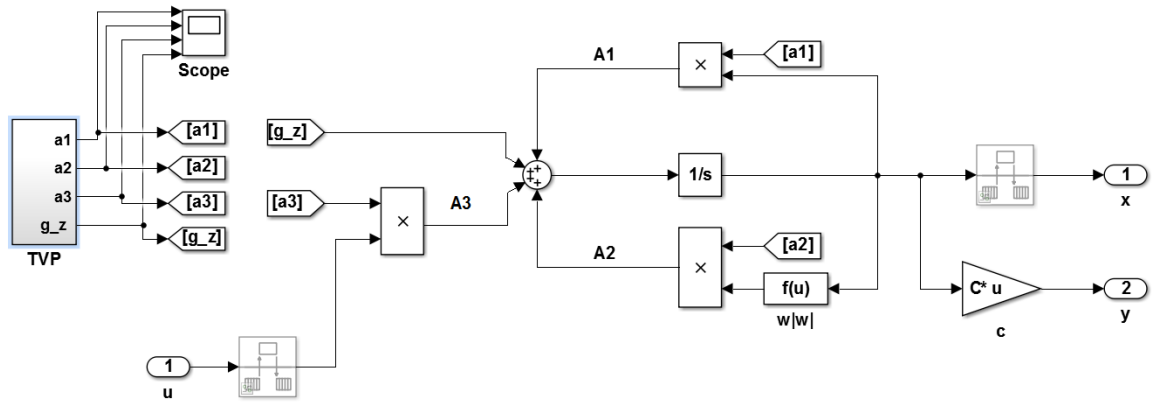 Scope
a1
a2
a3
g_z
TVP
[a1]
[a2]
[a3]
[g_z]
[g_z]
[a3]
×
A3
1
u
A1
×
[a1]
+
+
+
+
1/s
A2
×
[a2]
f(u)
w|w|
1
x
C* u
c
2
y